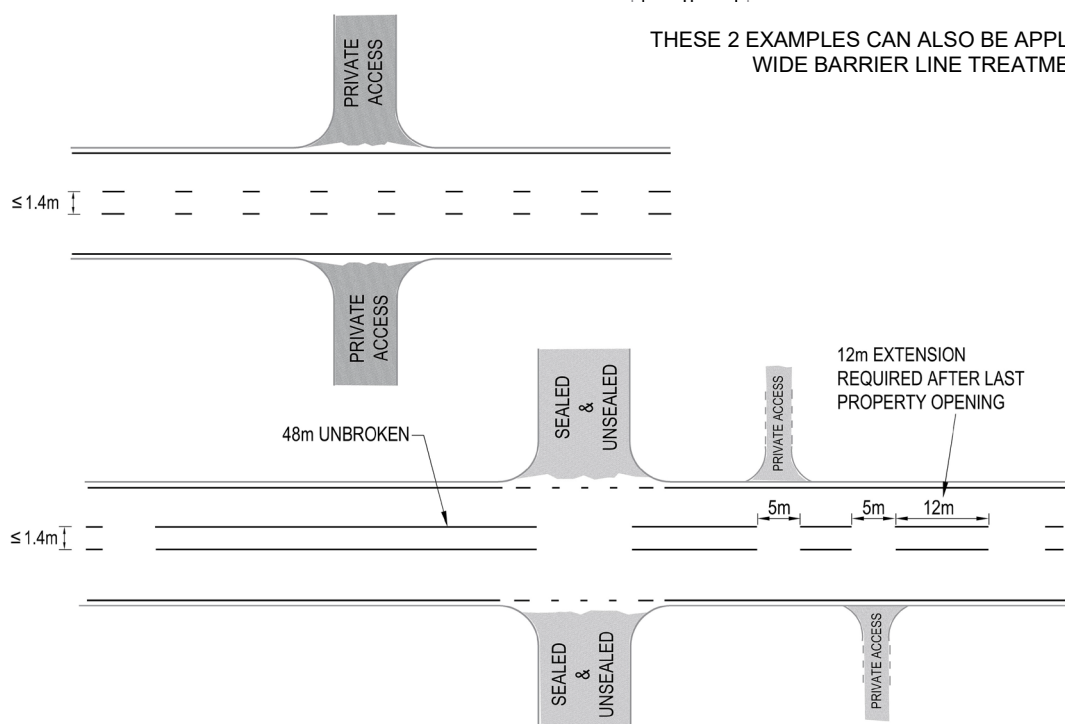 THESE 2 EXAMPLES CAN ALSO BE APPL
WIDE BARRIER LINE TREATME
PRIVATE
ACCESS
≤ 1.4m
PRIVATE
ACCESS
12m EXTENSION
REQUIRED AFTER LAST
PROPERTY OPENING
48m UNBROKEN
SEALED
&
UNSEALED
PRIVATE ACCESS
5m
5m
12m
≤ 1.4m
SEALED
&
UNSEALED
PRIVATE ACCESS